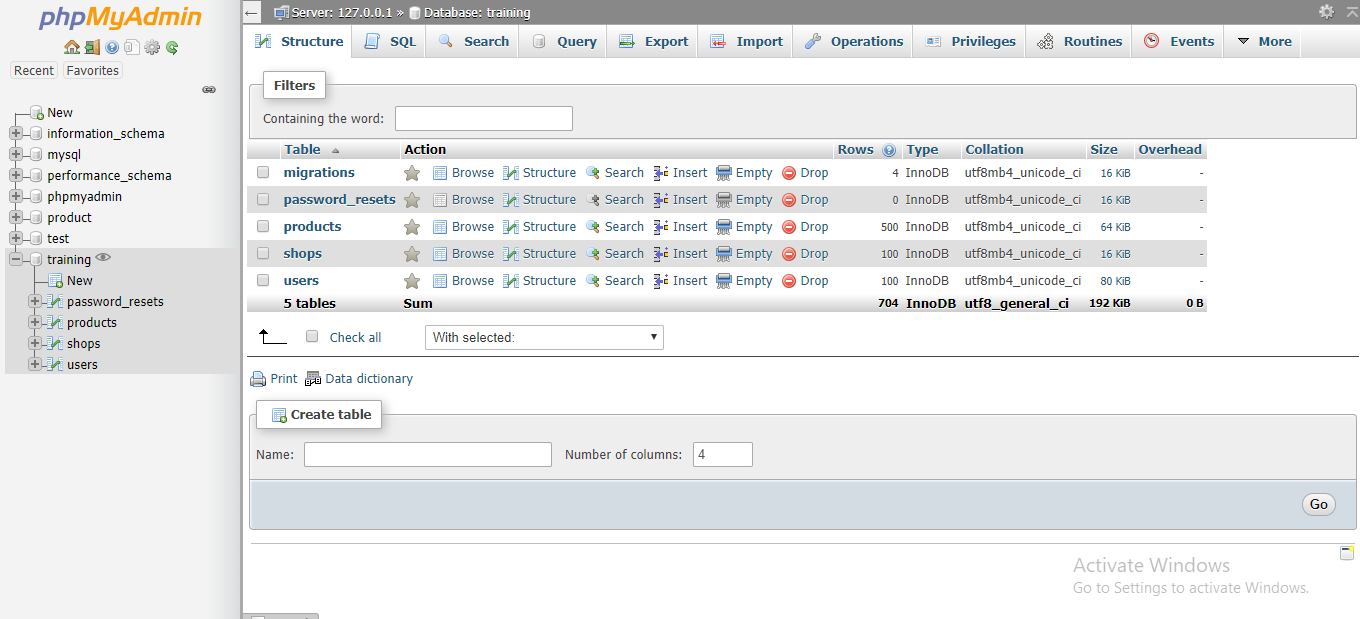 phpMyAdmin
Recent Favorites
New
information_schema
mysql
performance_schema
phpmyadmin
product
test
training
New
password_resets
products
shops
users
Server: 127.0.0.1 » Database: training
Structure SQL Search Query Export Import Operations Privileges Routines Events More
Filters
Containing the word:
Table Action Rows Type Collation Size Overhead
migrations Browse Structure Search Insert Empty Drop 4 InnoDB utf8mb4_unicode_ci 16 KiB -
password_resets Browse Structure Search Insert Empty Drop 0 InnoDB utf8mb4_unicode_ci 16 KiB -
products Browse Structure Search Insert Empty Drop 500 InnoDB utf8mb4_unicode_ci 64 KiB -
shops Browse Structure Search Insert Empty Drop 100 InnoDB utf8mb4_unicode_ci 16 KiB -
users Browse Structure Search Insert Empty Drop 100 InnoDB utf8mb4_unicode_ci 80 KiB -
5 tables Sum 704 InnoDB utf8_general_ci 192 KiB 0 B
Check all With selected:
Print Data dictionary
Create table
Name: Number of columns: 4
Go
Activate Windows
Go to Settings to activate Windows.